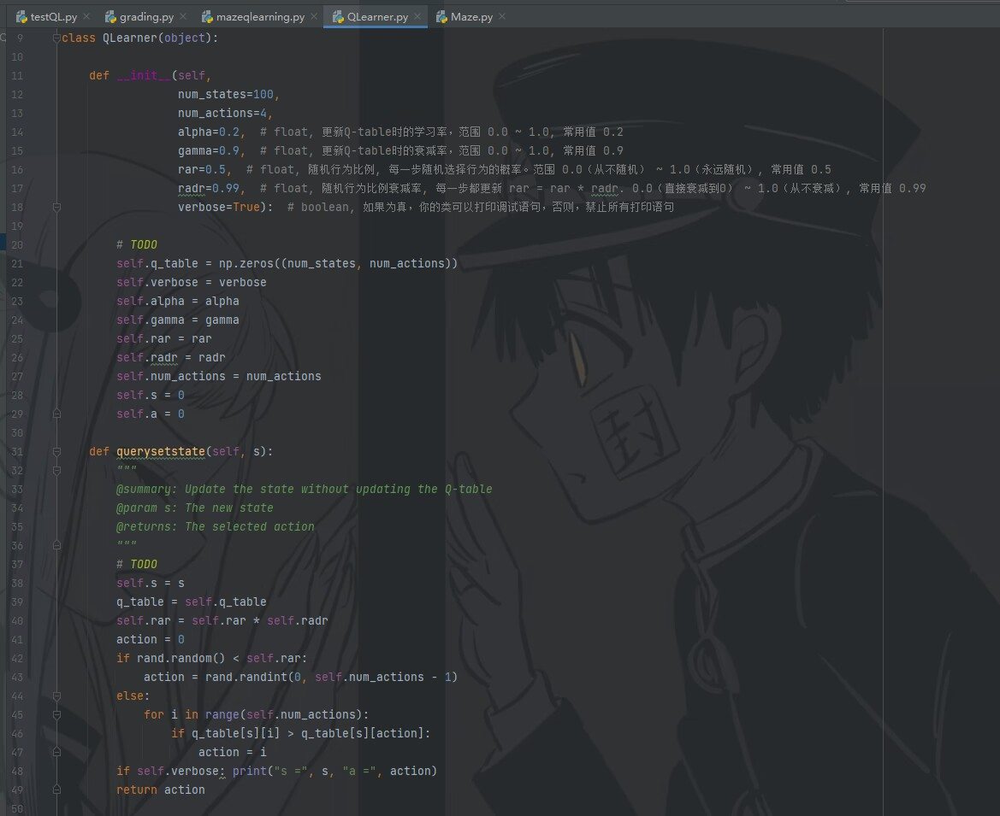 testQL.py grading.py mazeqlearning.py QLearner.py Maze.py
9 class QLearner(object):
10
11 def __init__(self,
12 num_states=100,
13 num_actions=4,
14 alpha=0.2,  # float, 更新Q-table时的学习率，范围 0.0 ~ 1.0, 常用值 0.2
15 gamma=0.9,  # float, 更新Q-table时的衰减率，范围 0.0 ~ 1.0, 常用值 0.9
16 rar=0.5,  # float, 随机行为比例, 每一步随机选择行为的概率。范围 0.0（从不随机） ~ 1.0（永远随机）, 常用值 0.5
17 radr=0.99,  # float, 随机行为比例衰减率, 每一步都更新 rar = rar * radr. 0.0（直接衰减到0） ~ 1.0（从不衰减）, 常用值 0.99
18 verbose=True):  # boolean, 如果为真，你的类可以打印调试语句，否则，禁止所有打印语句
19
20 # TODO
21 self.q_table = np.zeros((num_states, num_actions))
22 self.verbose = verbose
23 self.alpha = alpha
24 self.gamma = gamma
25 self.rar = rar
26 self.radr = radr
27 self.num_actions = num_actions
28 self.s = 0
29 self.a = 0
30
31 def querysetstate(self, s):
32 """
33 @summary: Update the state without updating the Q-table
34 @param s: The new state
35 @returns: The selected action
36 """
37 # TODO
38 self.s = s
39 q_table = self.q_table
40 self.rar = self.rar * self.radr
41 action = 0
42 if rand.random() < self.rar:
43 action = rand.randint(0, self.num_actions - 1)
44 else:
45 for i in range(self.num_actions):
46 if q_table[s][i] > q_table[s][action]:
47 action = i
48 if self.verbose: print("s =", s, "a =", action)
49 return action
50
封